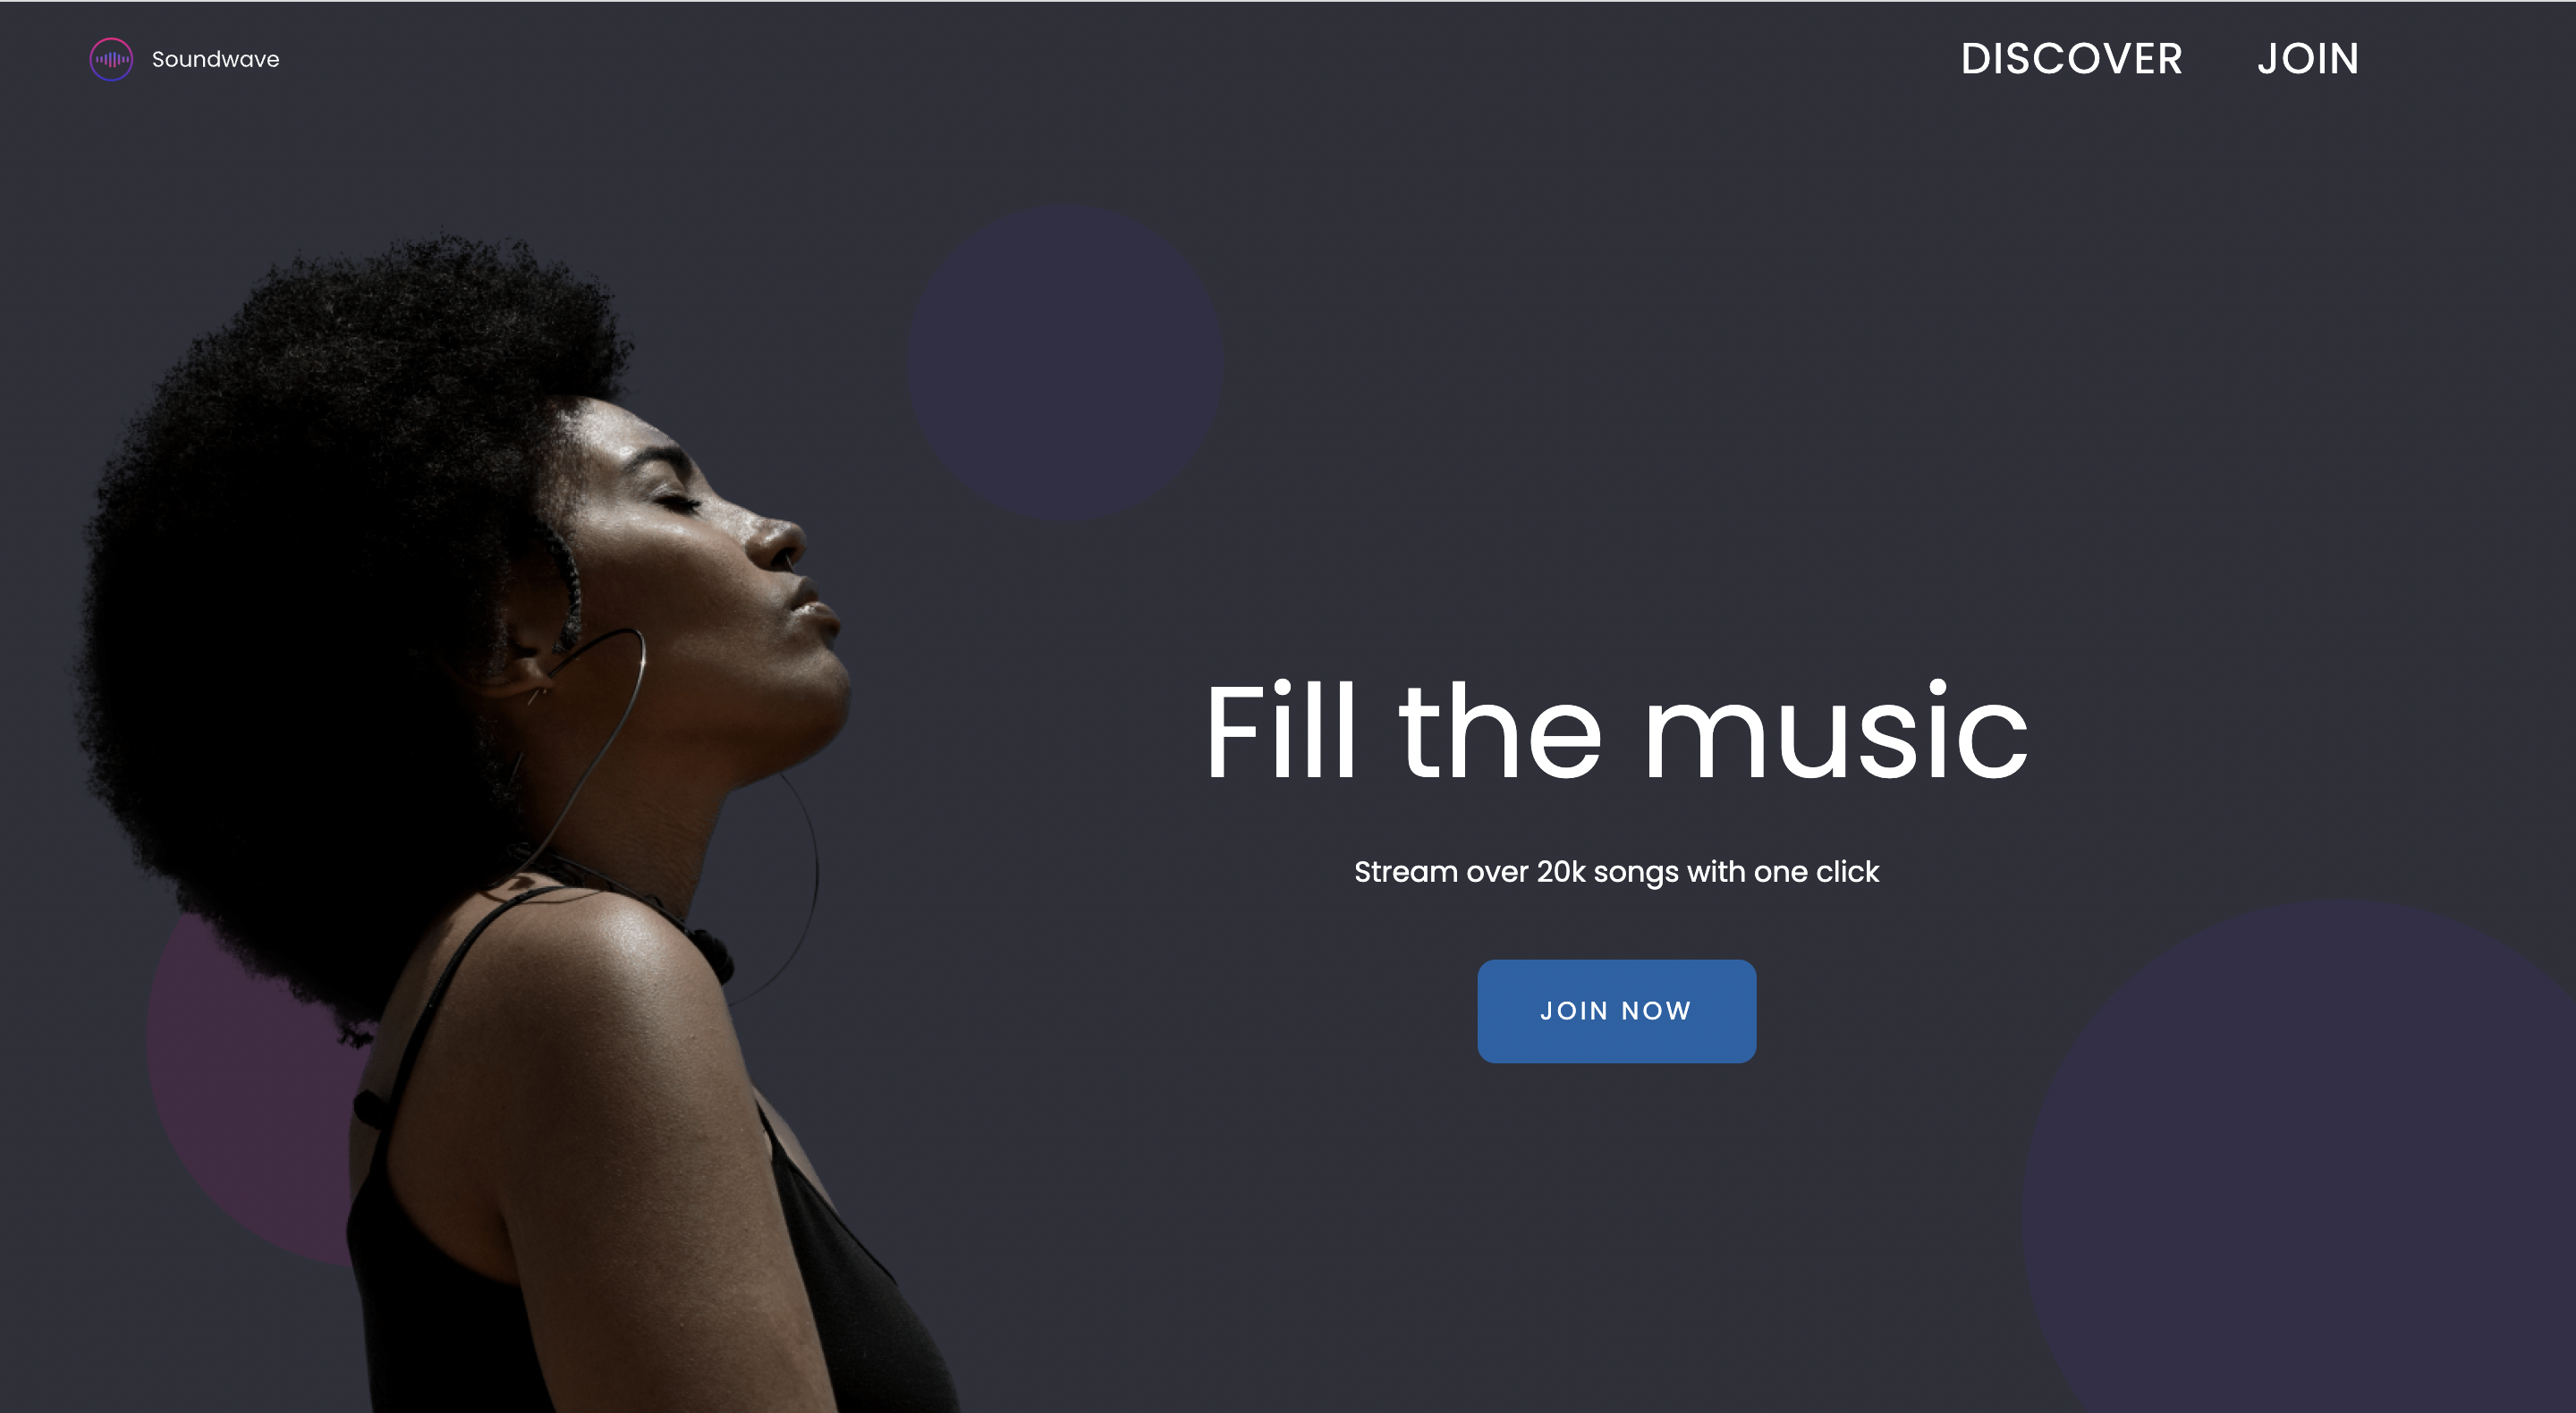 Soundwave
DISCOVER JOIN
Fill the music
Stream over 20k songs with one click
JOIN NOW